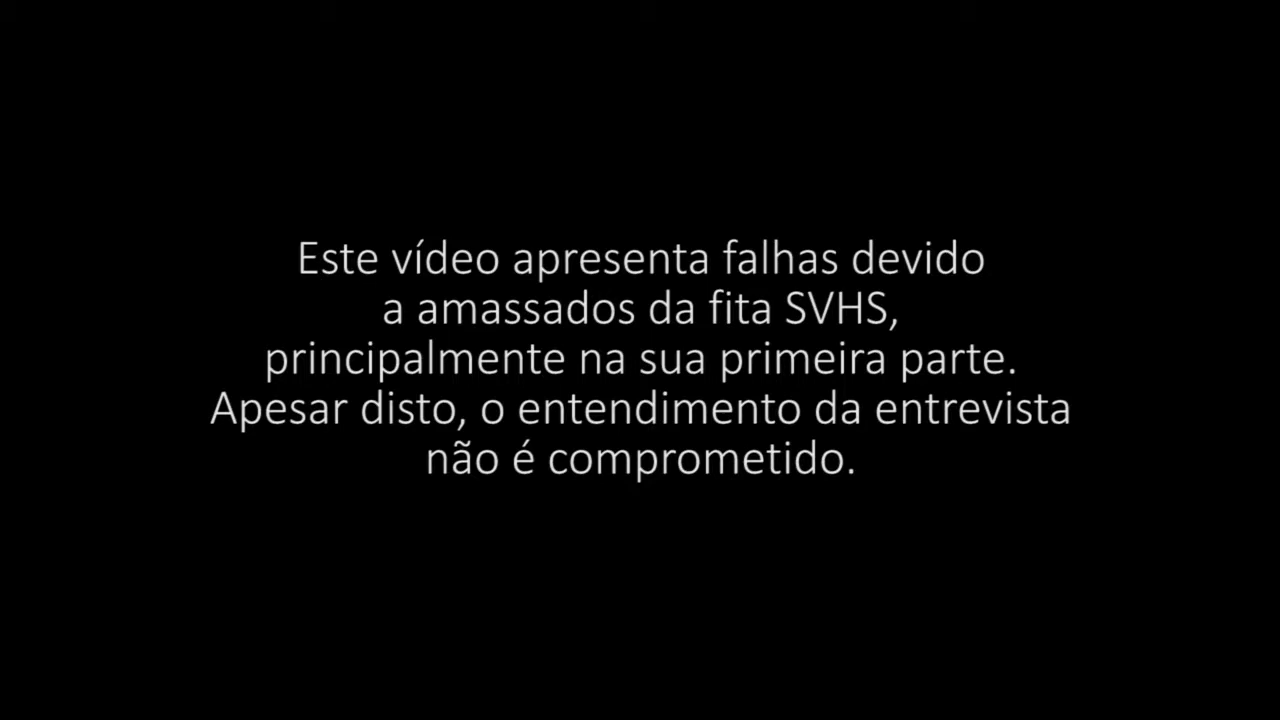 Este vídeo apresenta falhas devido
a amassados da fita SVHS,
principalmente na sua primeira parte.
Apesar disto, o entendimento da entrevista
não é comprometido.